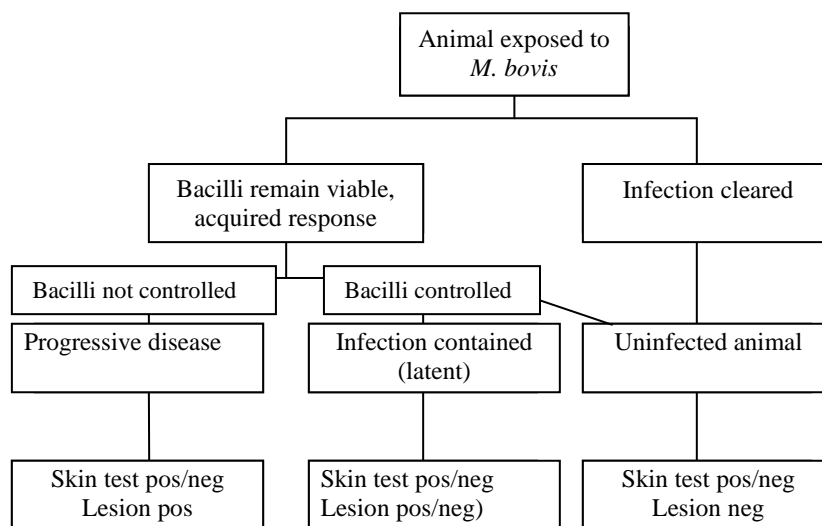 Animal exposed to
M. bovis
Bacilli remain viable,
acquired response
Infection cleared
Bacilli not controlled
Bacilli controlled
Progressive disease
Infection contained
(latent)
Uninfected animal
Skin test pos/neg
Lesion pos
Skin test pos/neg
Lesion pos/neg)
Skin test pos/neg
Lesion neg